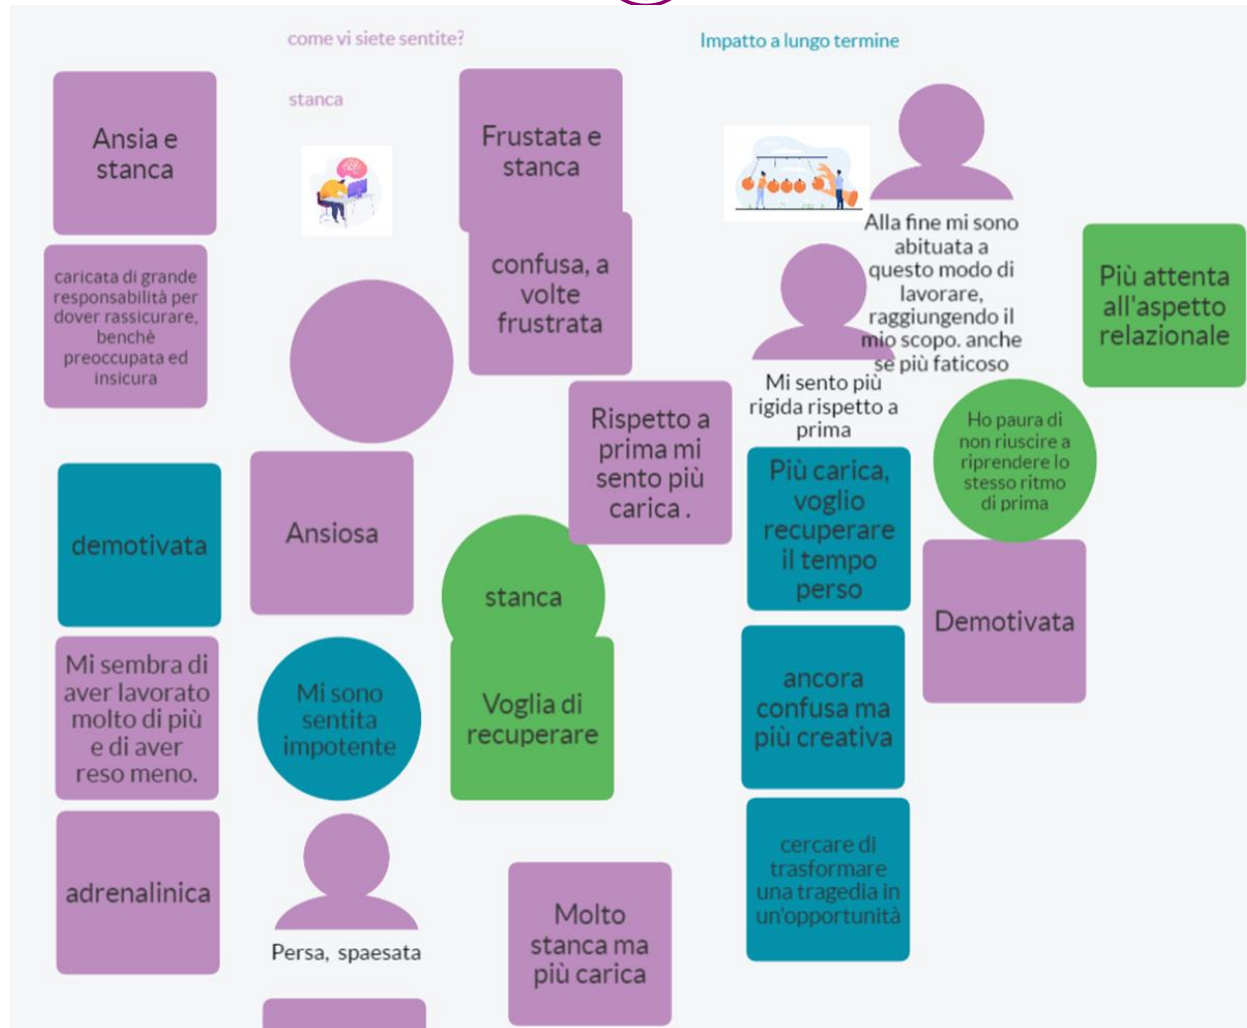 come vi siete sentite?
stanca
Ansia e
stanca
Frustata e
stanca
caricata di grande
responsabilità per
dover rassicurare,
benchè
preoccupata ed
insicura
confusa, a
volte
frustrata
Rispetto a
prima mi
sento più
carica .
demotivata
Ansiosa
stanca
Mi sembra di
aver lavorato
molto di più
e di aver
reso meno.
Mi sono
sentita
impotente
Voglia di
recuperare
adrenalinica
Persa, spaesata
Molto
stanca ma
più carica
Impatto a lungo termine
Alla fine mi sono
abituata a
questo modo di
lavorare,
raggiungendo il
mio scopo. anche
se più faticoso
Più attenta
all'aspetto
relazionale
Mi sento più
rigida rispetto a
prima
Ho paura di
non riuscire a
riprendere lo
stesso ritmo
di prima
Più carica,
voglio
recuperare
il tempo
perso
Demotivata
ancora
confusa ma
più creativa
cercare di
trasformare
una tragedia in
un'opportunità